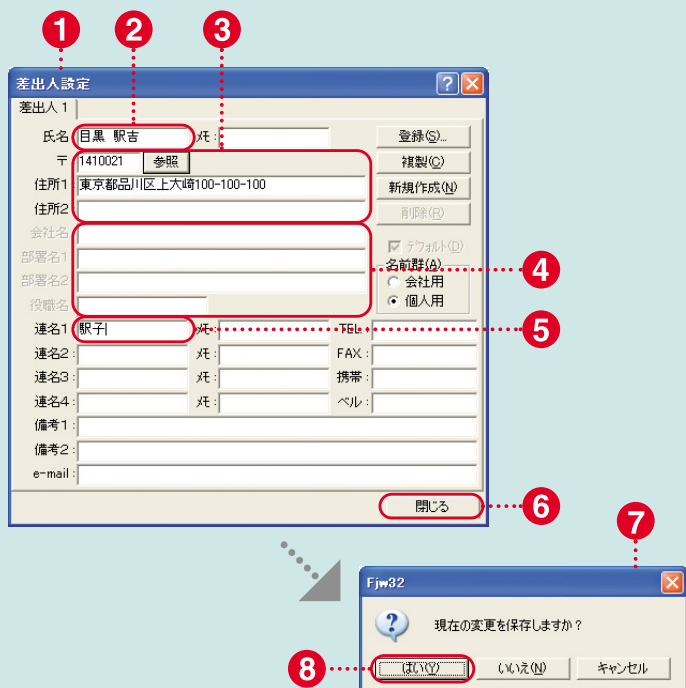 1 2 3
差出人設定
差出人1
氏名 目黒 駅吉 メモ: 登録(S)...
〒 1410021 参照 複製(C)
住所1 東京都品川区上大崎100-100-100 新規作成(N)
住所2 削除(R)
会社名
デフォルト(D)
部署名1
名前群(A)
4
部署名2
会社用
役職名
個人用
連名1 駅子 メモ: TEL: 5
連名2: メモ: FAX:
連名3: メモ: 携帯:
連名4: メモ: ベル:
備考1:
備考2:
e-mail:
閉じる 6
7
Fjw32
現在の変更を保存しますか?
8 はい(Y) いいえ(N) キャンセル